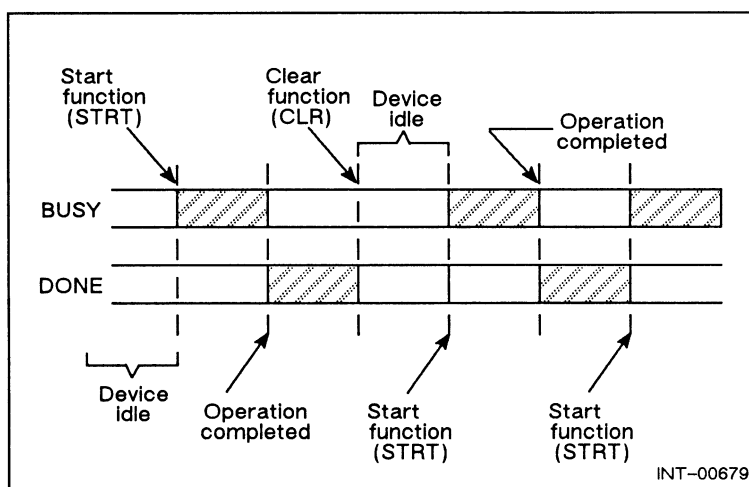 Start
function
(STRT)
Clear
function
(CLR)
Device
idle
Operation
completed
BUSY
DONE
Device
idle
Operation
completed
Start
function
(STRT)
Start
function
(STRT)
INT-00679